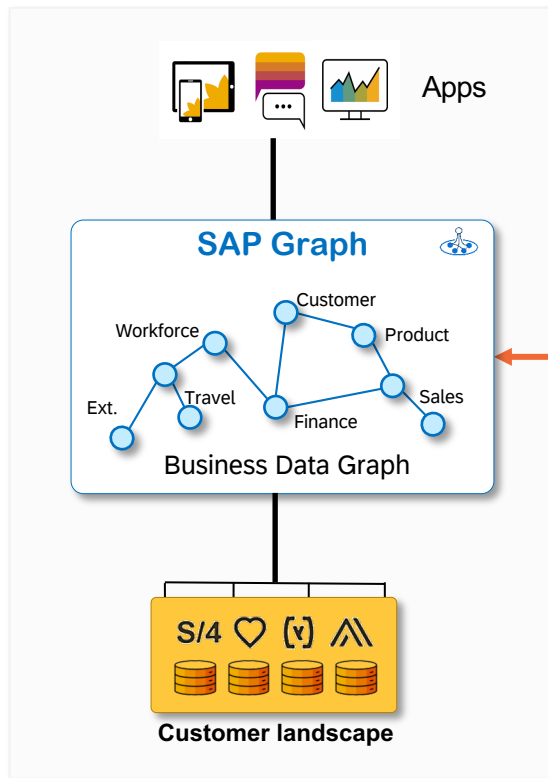 Apps
SAP Graph
Customer
Workforce
Product
Ext.
Travel
Sales
Finance
Business Data Graph
S/4
Customer landscape